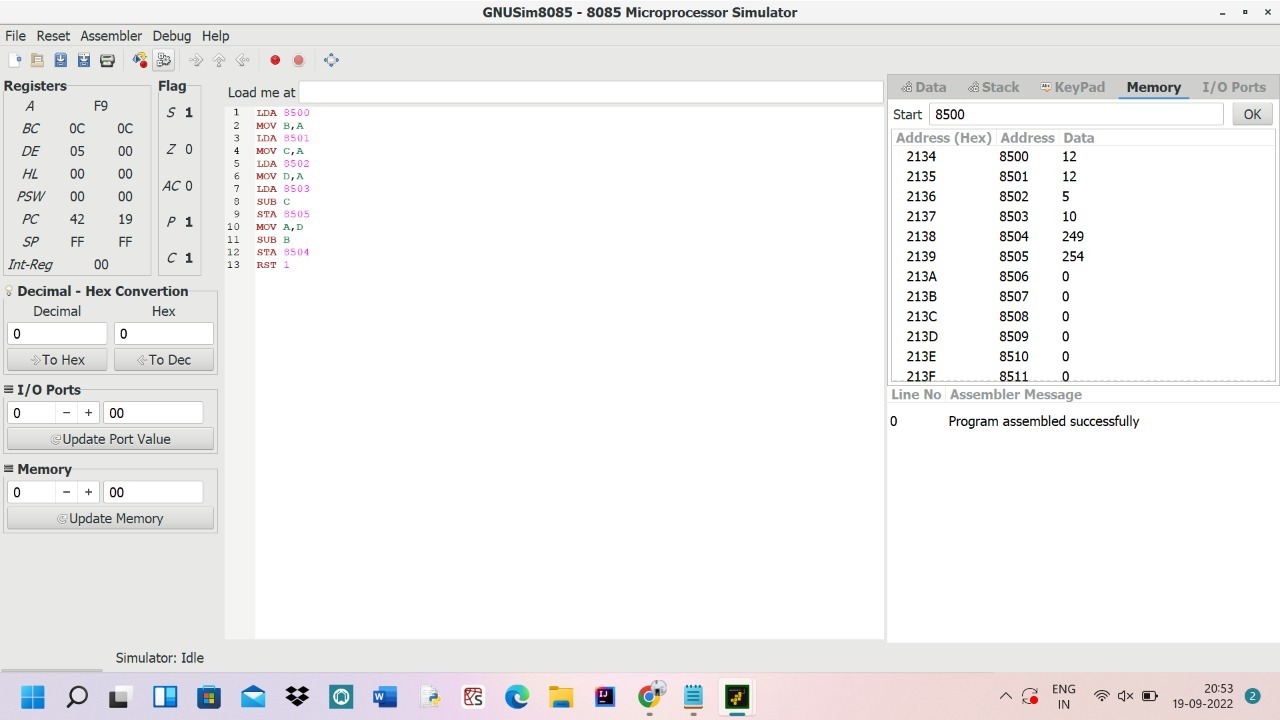 GNUSim8085 - 8085 Microprocessor Simulator
File Reset Assembler Debug Help
Registers
A F9
BC 0C 0C
DE 05 00
HL 00 00
PSW 00 00
PC 42 19
SP FF FF
Int-Reg 00
Flag
S 1
Z 0
AC 0
P 1
C 1
Decimal - Hex Convertion
Decimal Hex
0 0
To Hex To Dec
I/O Ports
0 − + 00
Update Port Value
Memory
0 − + 00
Update Memory
Load me at
1 LDA 8500
2 MOV B,A
3 LDA 8501
4 MOV C,A
5 LDA 8502
6 MOV D,A
7 LDA 8503
8 SUB C
9 STA 8505
10 MOV A,D
11 SUB B
12 STA 8504
13 RST 1
Data Stack KeyPad Memory I/O Ports
Start 8500 OK
Address (Hex) Address Data
2134 8500 12
2135 8501 12
2136 8502 5
2137 8503 10
2138 8504 249
2139 8505 254
213A 8506 0
213B 8507 0
213C 8508 0
213D 8509 0
213E 8510 0
213F 8511 0
Line No Assembler Message
0 Program assembled successfully
Simulator: Idle
ENG
IN
20:53
19-09-2022
2